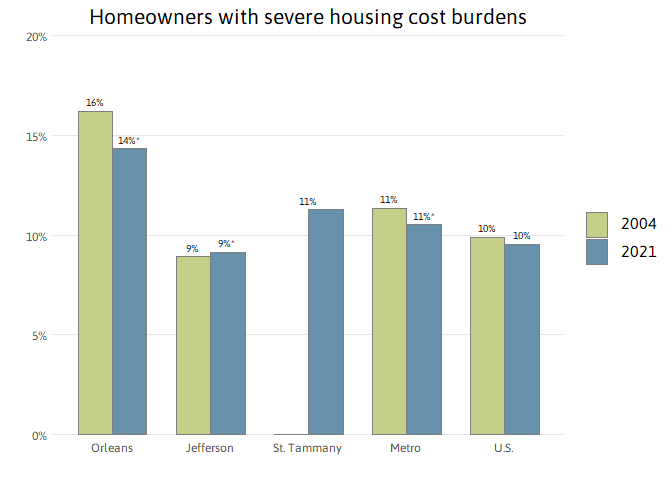 Homeowners with severe housing cost burdens
20%
15%
10%
5%
0%
16%
14%*
9%
9%*
11%
11%
11%*
10%
10%
Orleans
Jefferson
St. Tammany
Metro
U.S.
2004
2021